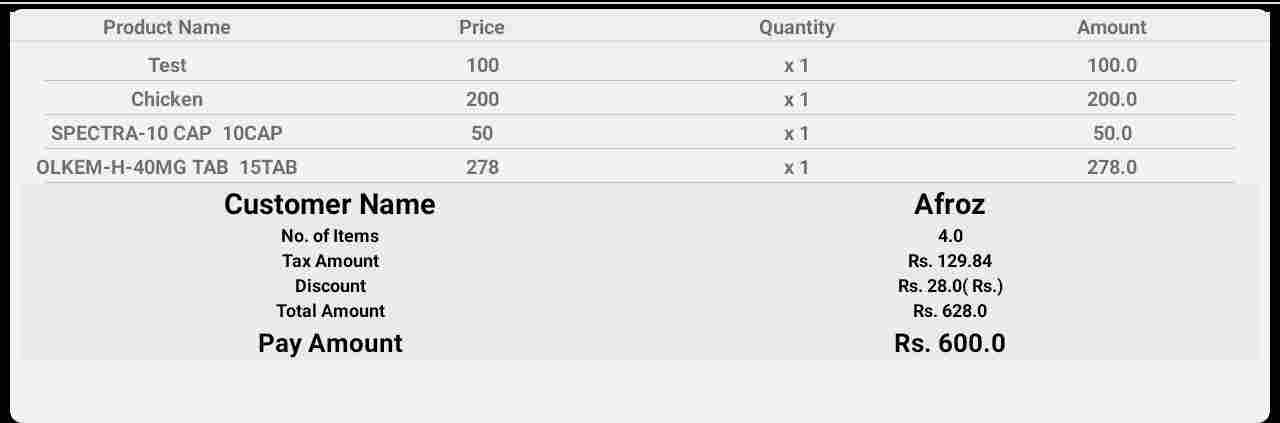 Product Name Price Quantity Amount
Test 100 x 1 100.0
Chicken 200 x 1 200.0
SPECTRA-10 CAP  10CAP 50 x 1 50.0
OLKEM-H-40MG TAB  15TAB 278 x 1 278.0
Customer Name Afroz
No. of Items 4.0
Tax Amount Rs. 129.84
Discount Rs. 28.0( Rs.)
Total Amount Rs. 628.0
Pay Amount Rs. 600.0